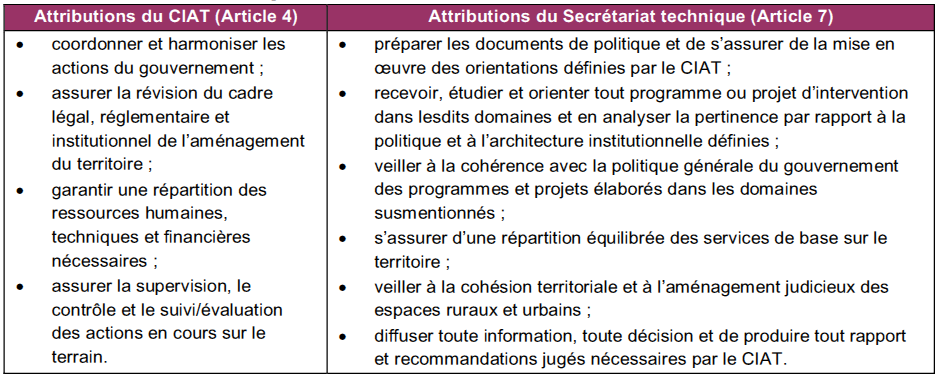 Attributions du CIAT (Article 4)
• coordonner et harmoniser les
actions du gouvernement ;
• assurer la révision du cadre
légal, réglementaire et
institutionnel de l'aménagement
du territoire ;
• garantir une répartition des
ressources humaines,
techniques et financières
nécessaires ;
• assurer la supervision, le
contrôle et le suivi/évaluation
des actions en cours sur le
terrain.
Attributions du Secrétariat technique (Article 7)
• préparer les documents de politique et de s'assurer de la mise en
œuvre des orientations définies par le CIAT ;
• recevoir, étudier et orienter tout programme ou projet d'intervention
dans lesdits domaines et en analyser la pertinence par rapport à la
politique et à l'architecture institutionnelle définies ;
• veiller à la cohérence avec la politique générale du gouvernement
des programmes et projets élaborés dans les domaines
susmentionnés ;
• s'assurer d'une répartition équilibrée des services de base sur le
territoire ;
• veiller à la cohésion territoriale et à l'aménagement judicieux des
espaces ruraux et urbains ;
• diffuser toute information, toute décision et de produire tout rapport
et recommandations jugés nécessaires par le CIAT.